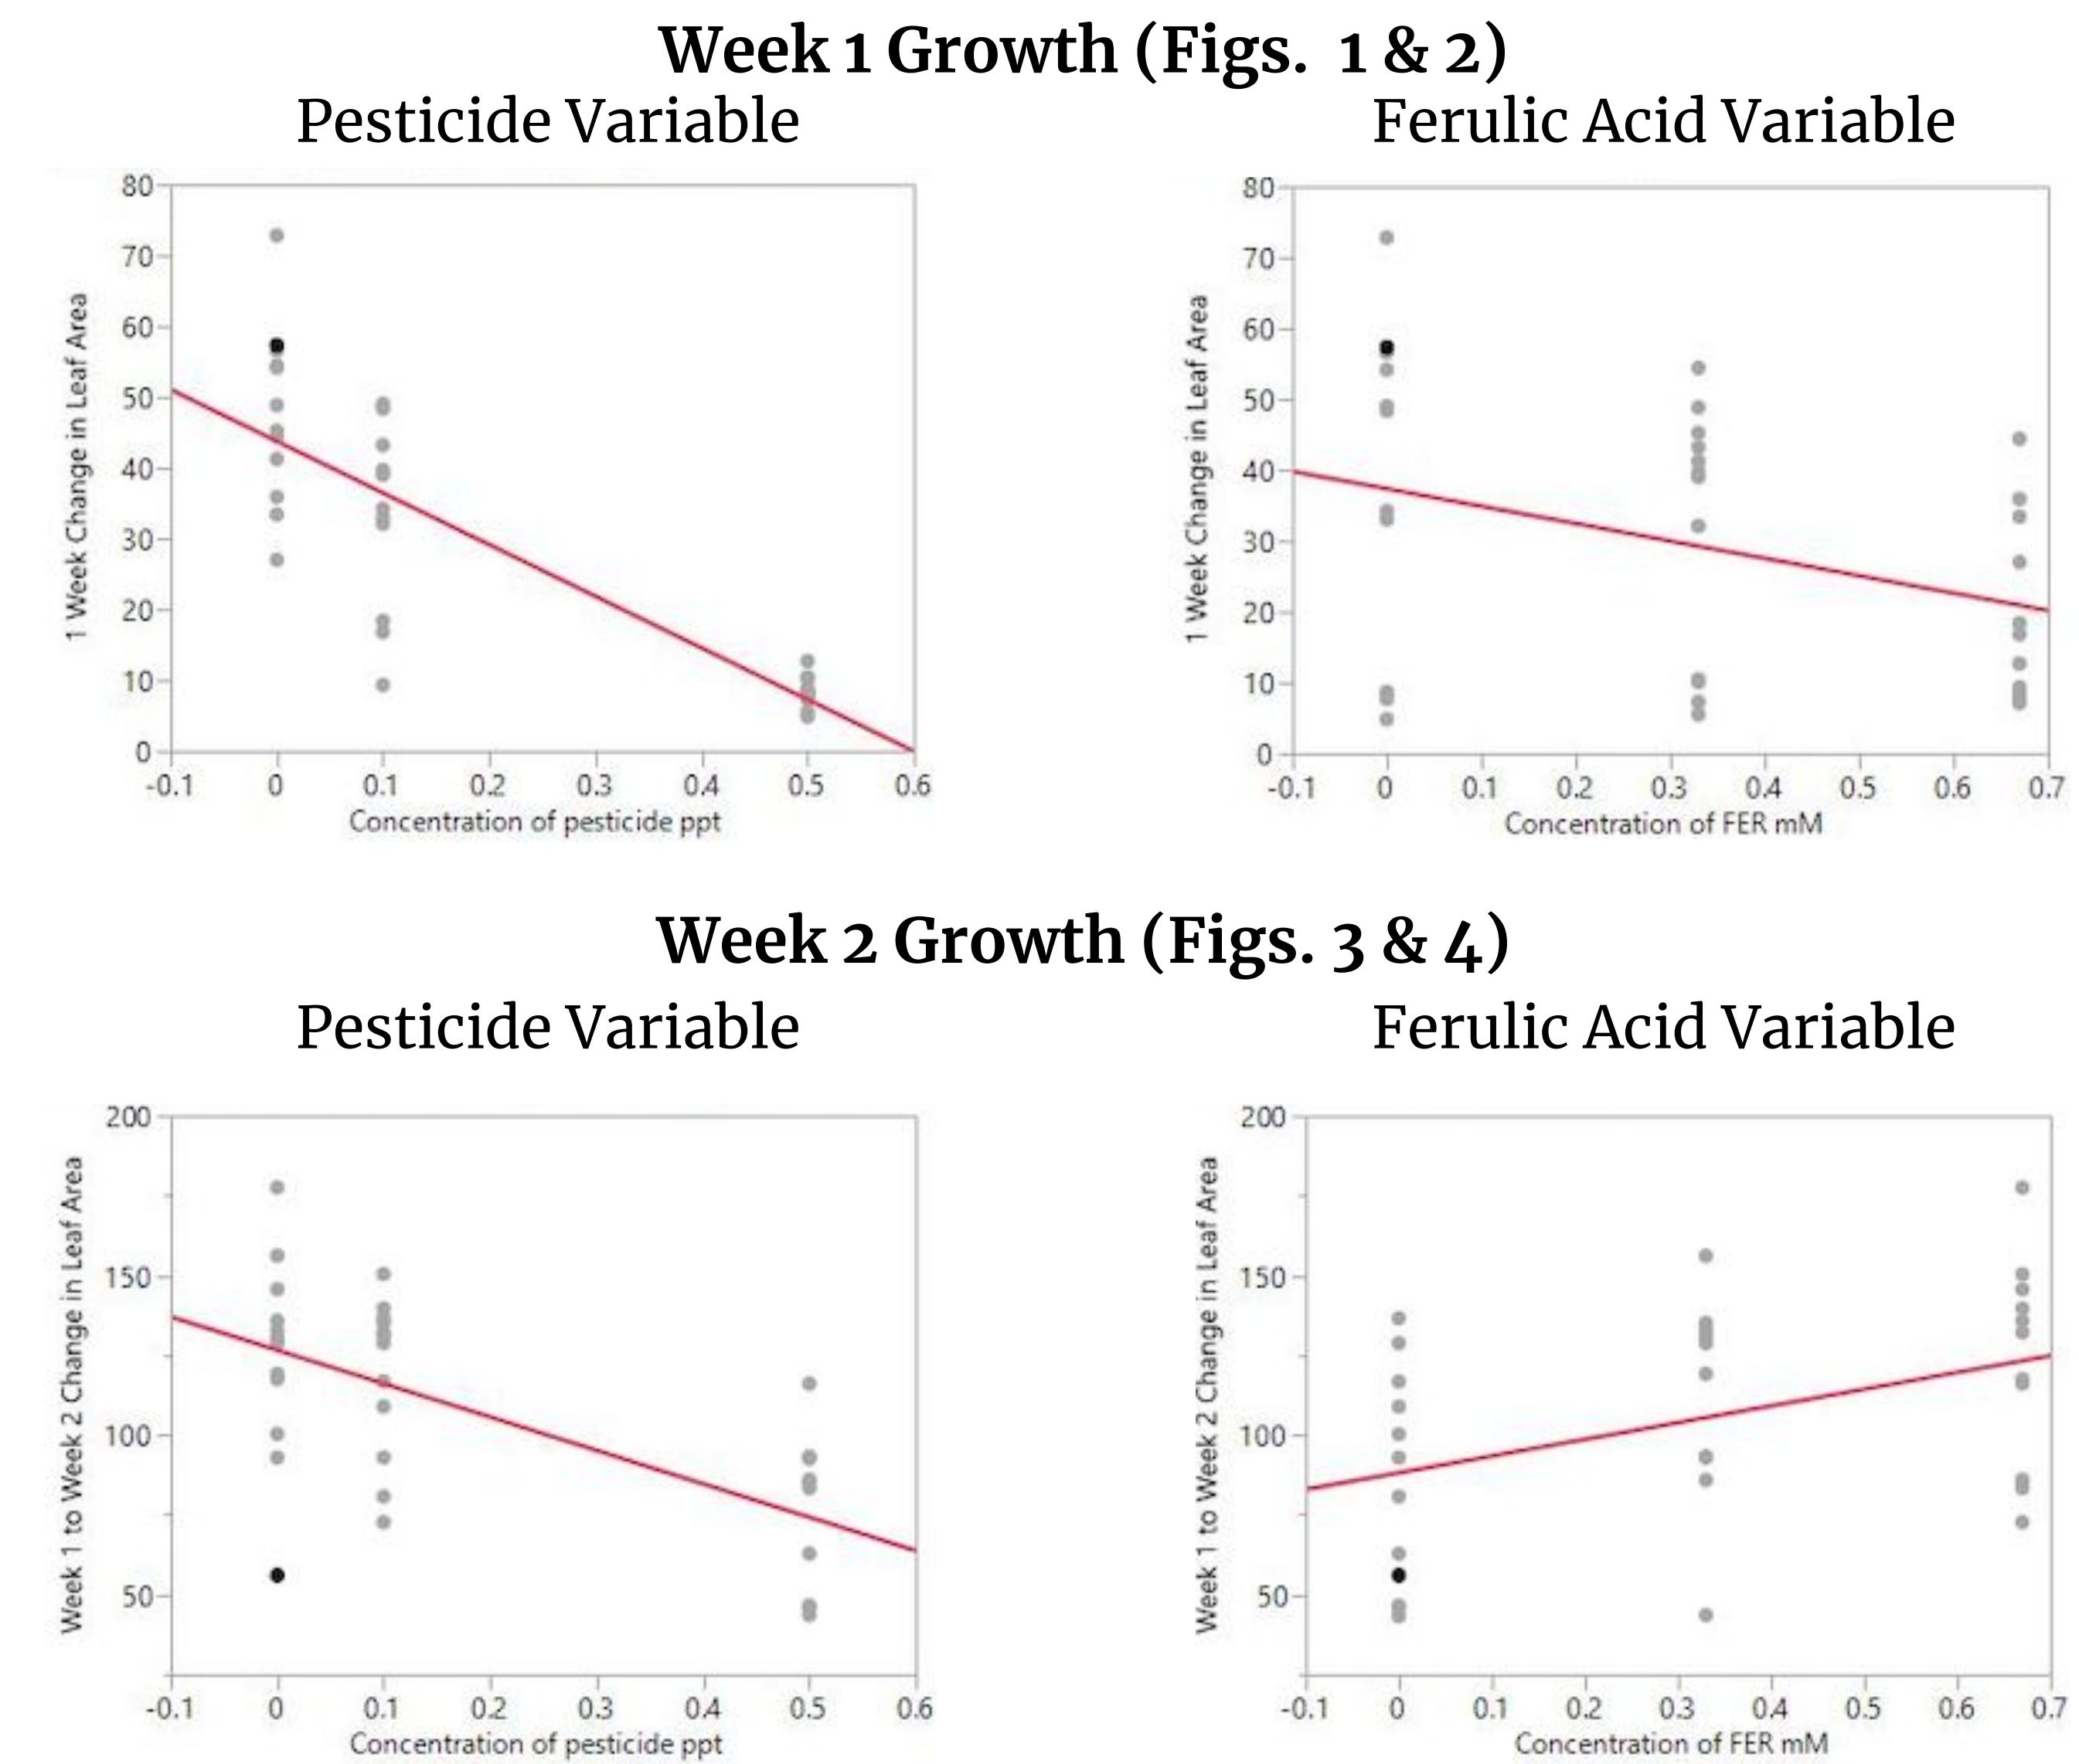 Week 1 Growth (Figs.  1 & 2)
Pesticide Variable
Ferulic Acid Variable
80
70
60
50
40
30
20
10
0
1 Week Change in Leaf Area
-0.1 0 0.1 0.2 0.3 0.4 0.5 0.6
Concentration of pesticide ppt
80
70
60
50
40
30
20
10
0
1 Week Change in Leaf Area
-0.1 0 0.1 0.2 0.3 0.4 0.5 0.6 0.7
Concentration of FER mM
Week 2 Growth (Figs. 3 & 4)
Pesticide Variable
Ferulic Acid Variable
200
150
100
50
Week 1 to Week 2 Change in Leaf Area
-0.1 0 0.1 0.2 0.3 0.4 0.5 0.6
Concentration of pesticide ppt
200
150
100
50
Week 1 to Week 2 Change in Leaf Area
-0.1 0 0.1 0.2 0.3 0.4 0.5 0.6 0.7
Concentration of FER mM